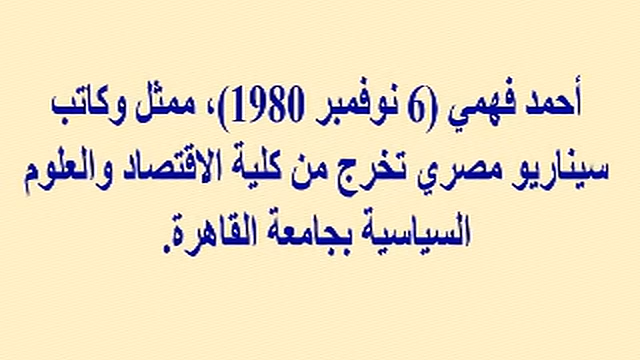 أحمد فهمي (6 نوفمبر 1980)، ممثل وكاتب
سيناريو مصري تخرج من كلية الاقتصاد والعلوم
السياسية بجامعة القاهرة.